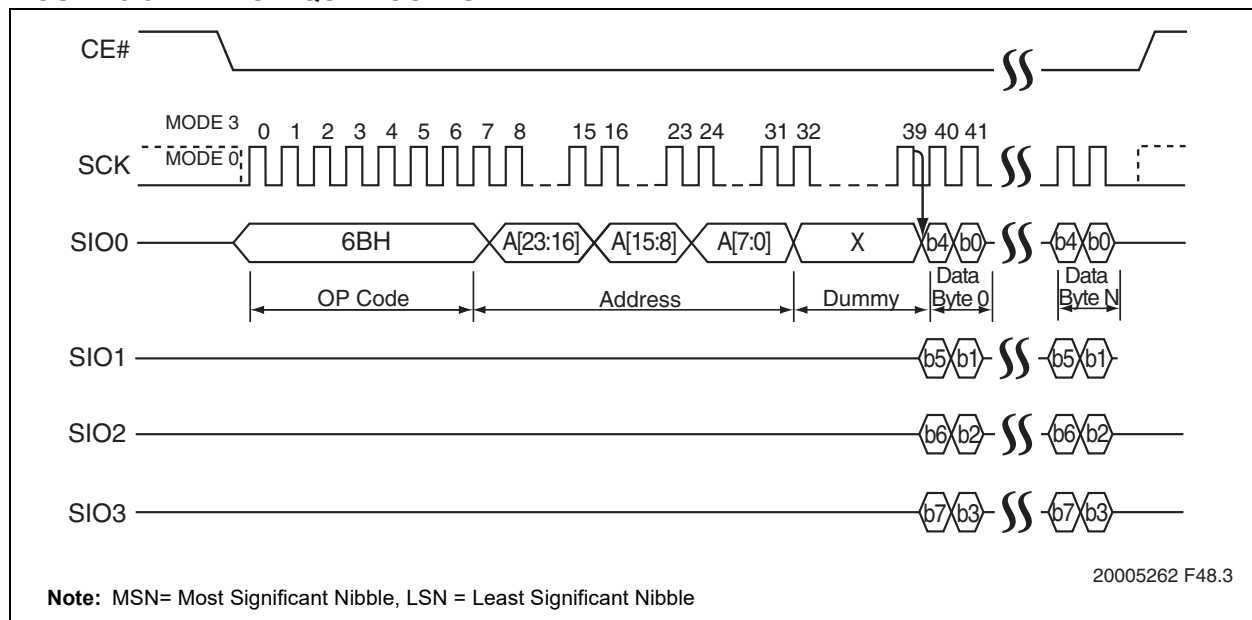 CE#
MODE 3
0 1 2 3 4 5 6 7 8 15 16 23 24 31 32 39 40 41
SCK
MODE 0
SIO0
6BH A[23:16] A[15:8] A[7:0] X b4 b0 b4 b0
OP Code Address Dummy Data Byte 0 Data Byte N
SIO1 b5 b1 b5 b1
SIO2 b6 b2 b6 b2
SIO3 b7 b3 b7 b3
20005262 F48.3
Note: MSN= Most Significant Nibble, LSN = Least Significant Nibble